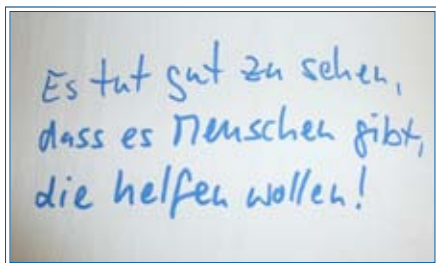 Es tut gut zu sehen,
dass es Menschen gibt,
die helfen wollen!